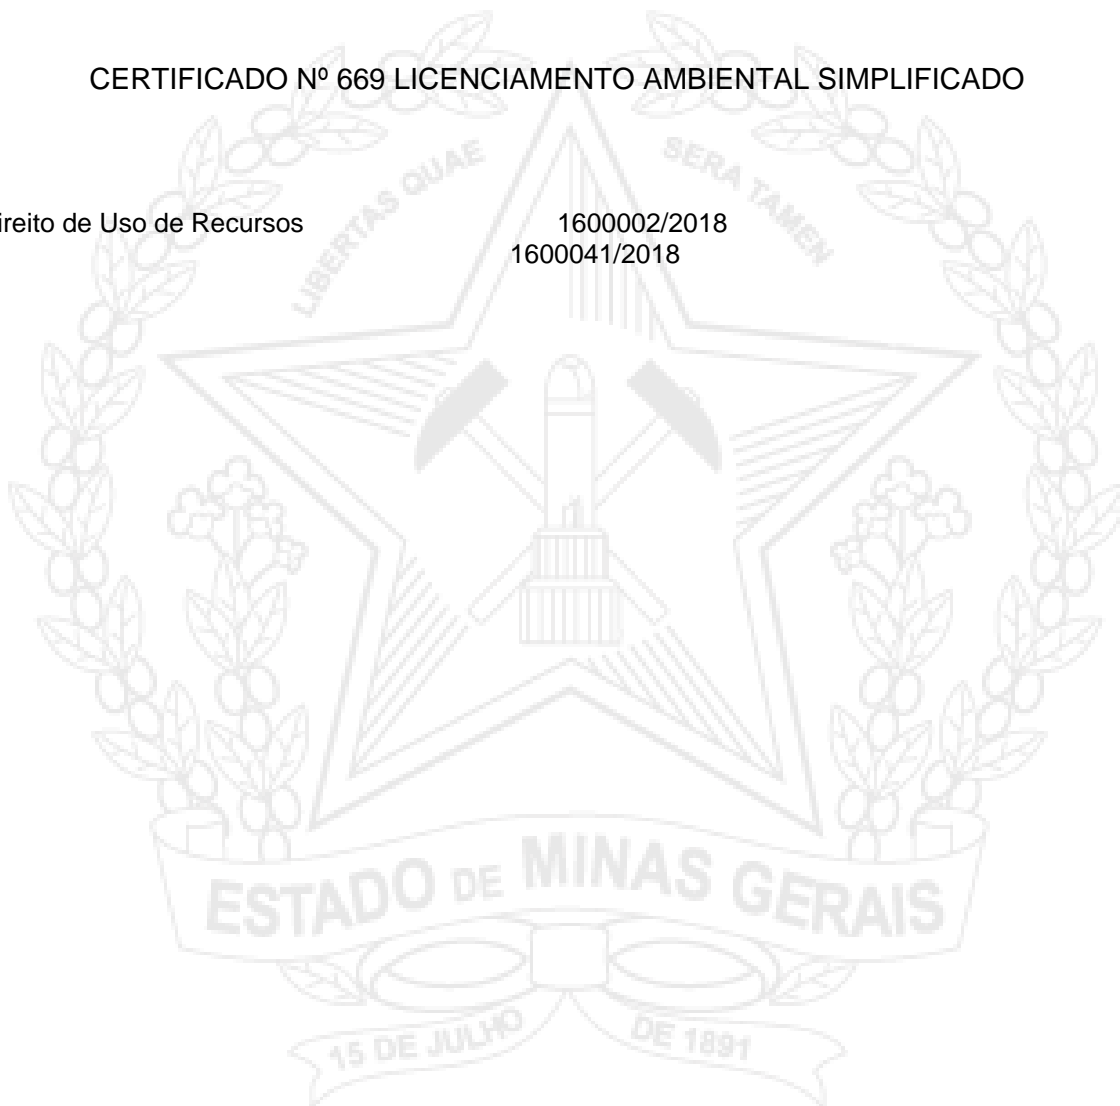 CERTIFICADO Nº 669 LICENCIAMENTO AMBIENTAL SIMPLIFICADO
LIBERTAS QUAE SERA TAMEN
ireito de Uso de Recursos 1600002/2018
1600041/2018
ESTADO DE MINAS GERAIS
15 DE JULHO DE 1891